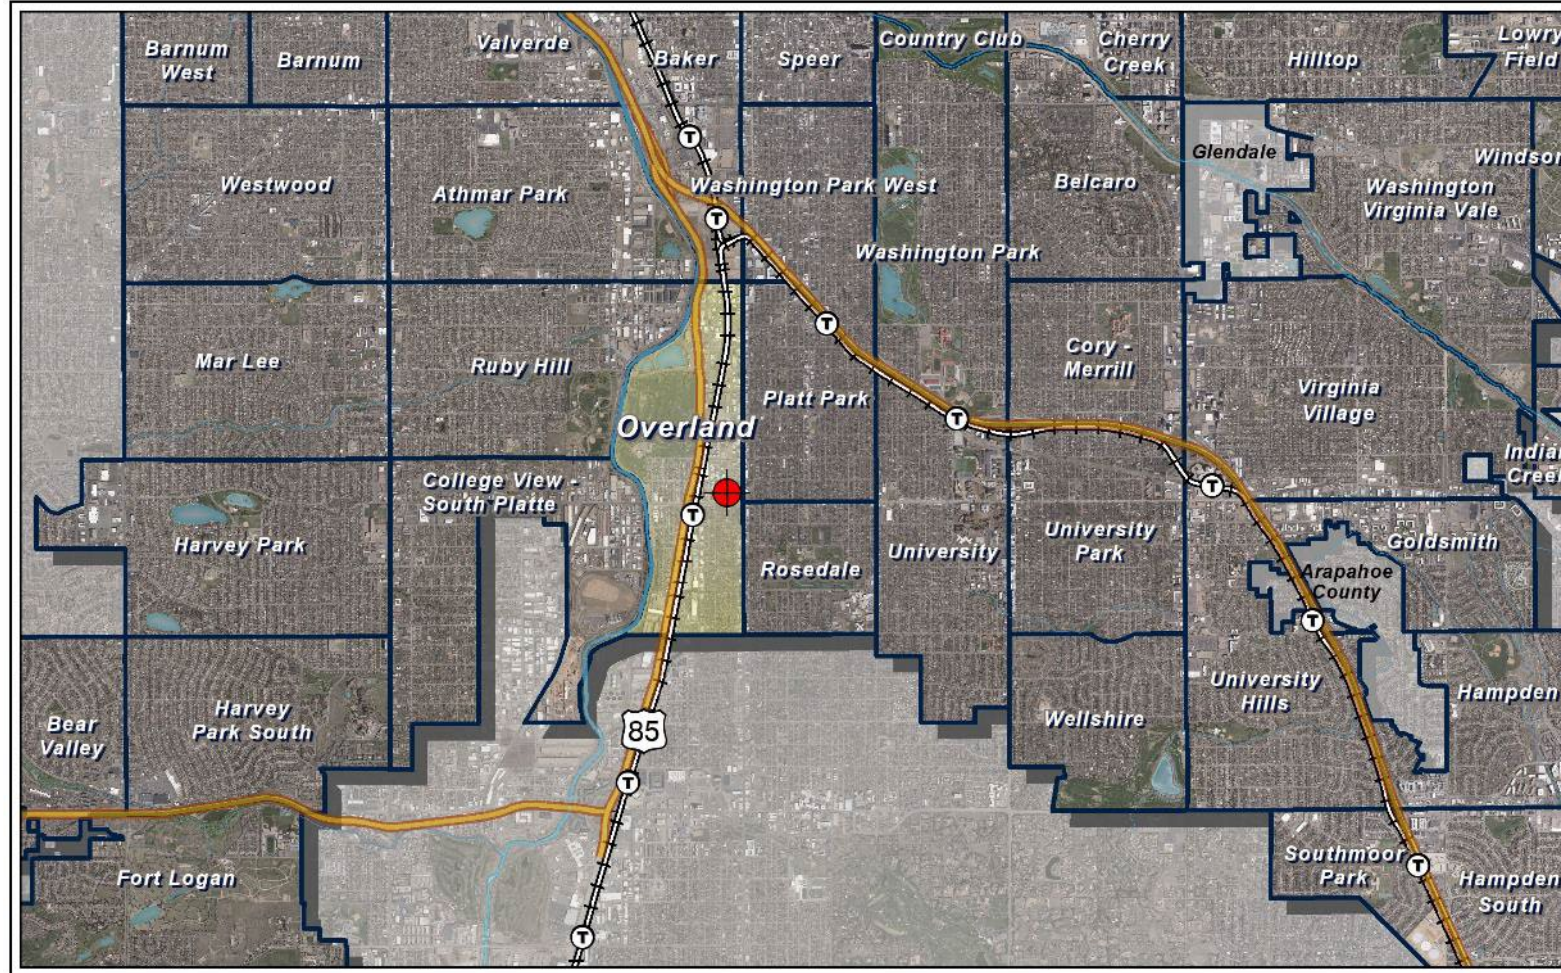 Barnum
West
Barnum
Valverde
Baker
Speer
Country Club
Cherry
Creek
Hilltop
Lowry
Field
Westwood
Athmar Park
Washington Park West
Belcaro
Glendale
Windsor
Washington
Virginia Vale
Washington Park
Mar Lee
Ruby Hill
Cory -
Merrill
Virginia
Village
Platt Park
Overland
Indian
Creek
College View -
South Platte
Harvey Park
Rosedale
University
University
Park
Goldsmith
Arapahoe
County
Bear
Valley
Harvey
Park South
85
Wellshire
University
Hills
Hampden
Fort Logan
Southmoor
Park
Hampden
South
T
T
T
T
T
T
T
T
T
T